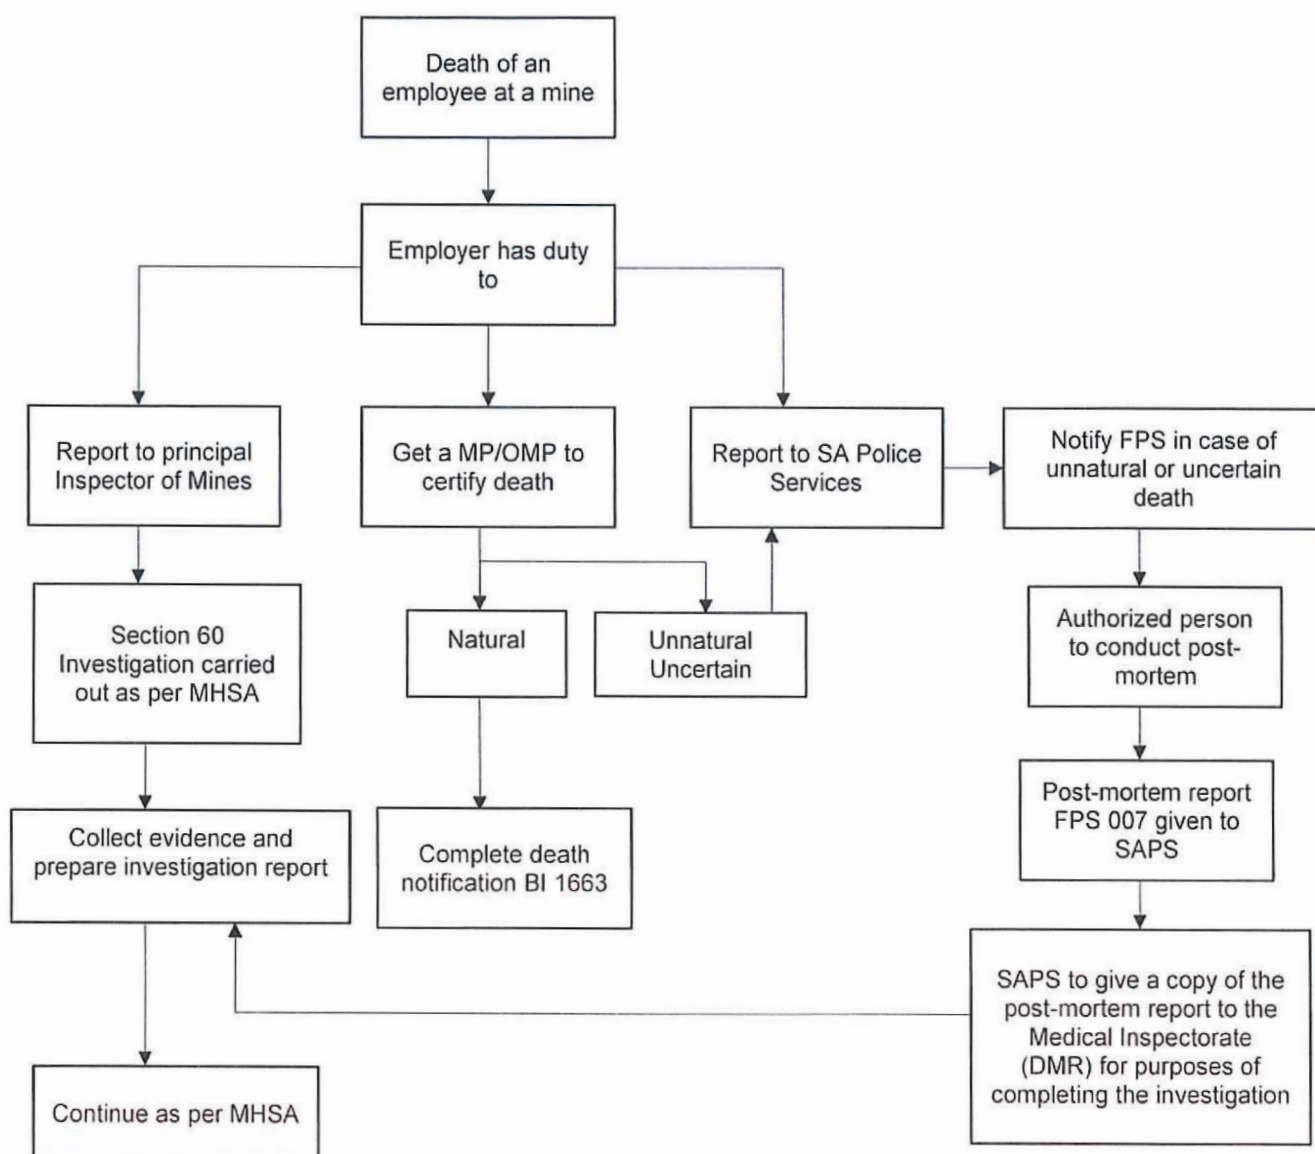 Death of an
employee at a mine
Employer has duty
to
Report to principal
Inspector of Mines
Get a MP/OMP to
certify death
Report to SA Police
Services
Notify FPS in case of
unnatural or uncertain
death
Section 60
Investigation carried
out as per MHSA
Natural
Unnatural
Uncertain
Authorized person
to conduct post-
mortem
Collect evidence and
prepare investigation report
Complete death
notification BI 1663
Post-mortem report
FPS 007 given to
SAPS
SAPS to give a copy of the
post-mortem report to the
Medical Inspectorate
(DMR) for purposes of
completing the investigation
Continue as per MHSA